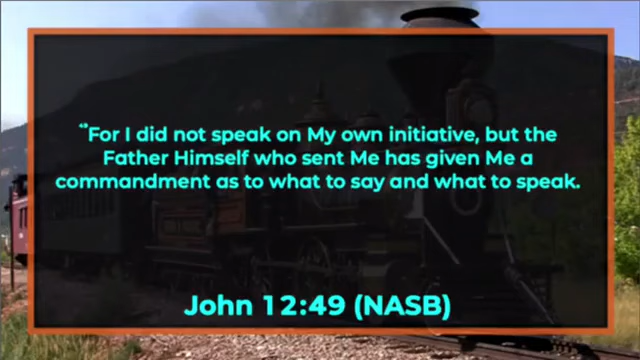 "For I did not speak on My own initiative, but the
Father Himself who sent Me has given Me a
commandment as to what to say and what to speak.
John 12:49 (NASB)